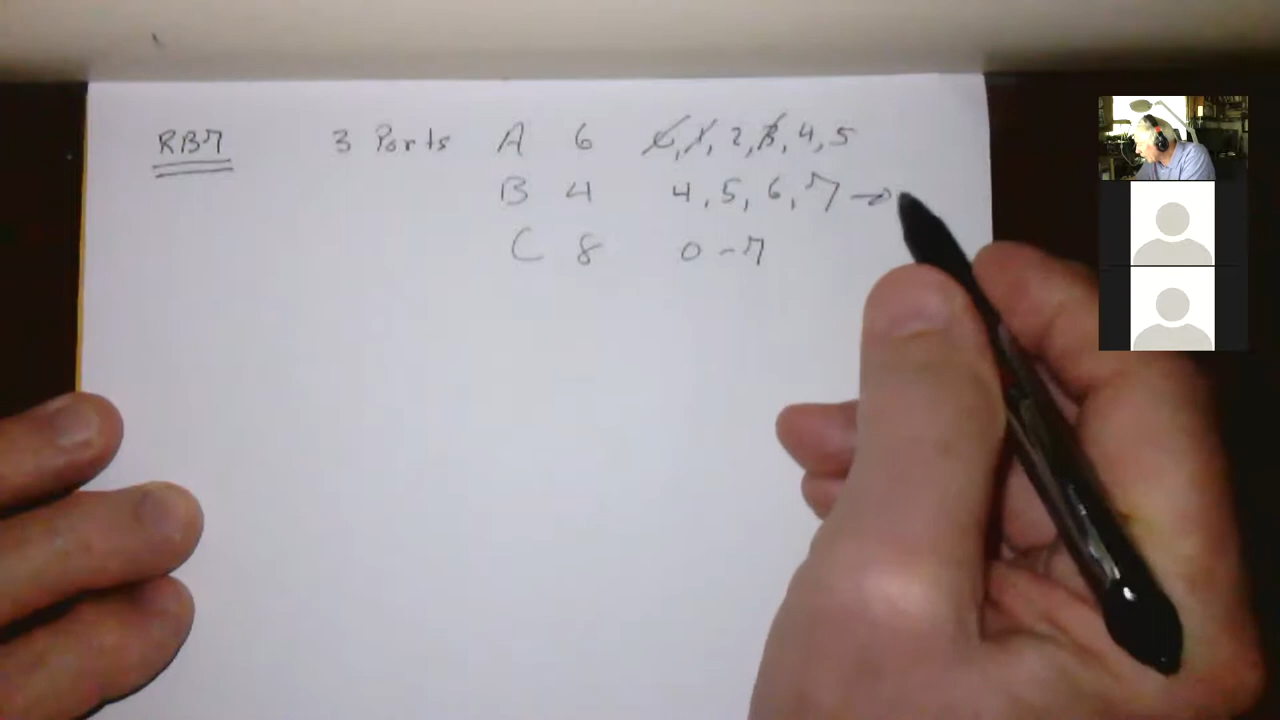 RB7 3 Ports A 6 0, 1, 2, 3, 4, 5
B 4 4, 5, 6, 7 →
C 8 0-7